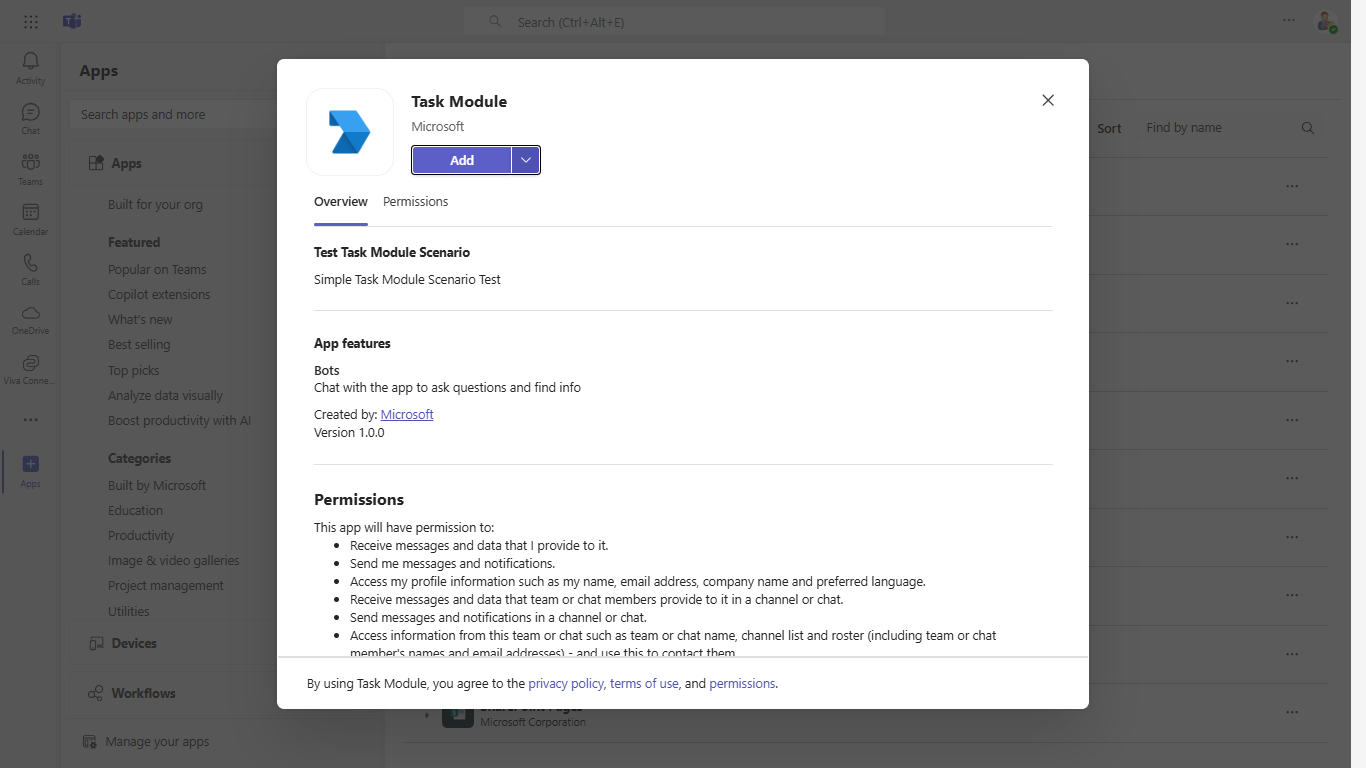 Search (Ctrl+Alt+E)
Activity
Chat
Teams
Calendar
Calls
OneDrive
Viva Conne...
Apps
Apps
Search apps and more
Apps
Built for your org
Featured
Popular on Teams
Copilot extensions
What's new
Best selling
Top picks
Analyze data visually
Boost productivity with AI
Categories
Built by Microsoft
Education
Productivity
Image & video galleries
Project management
Utilities
Devices
Workflows
Manage your apps
Sort
Find by name
Task Module
Microsoft
Add
Overview Permissions
Test Task Module Scenario
Simple Task Module Scenario Test
App features
Bots
Chat with the app to ask questions and find info
Created by: Microsoft
Version 1.0.0
Permissions
This app will have permission to:
• Receive messages and data that I provide to it.
• Send me messages and notifications.
• Access my profile information such as my name, email address, company name and preferred language.
• Receive messages and data that team or chat members provide to it in a channel or chat.
• Send messages and notifications in a channel or chat.
• Access information from this team or chat such as team or chat name, channel list and roster (including team or chat
member's names and email addresses) - and use this to contact them.
By using Task Module, you agree to the privacy policy, terms of use, and permissions.
SharePoint Pages
Microsoft Corporation